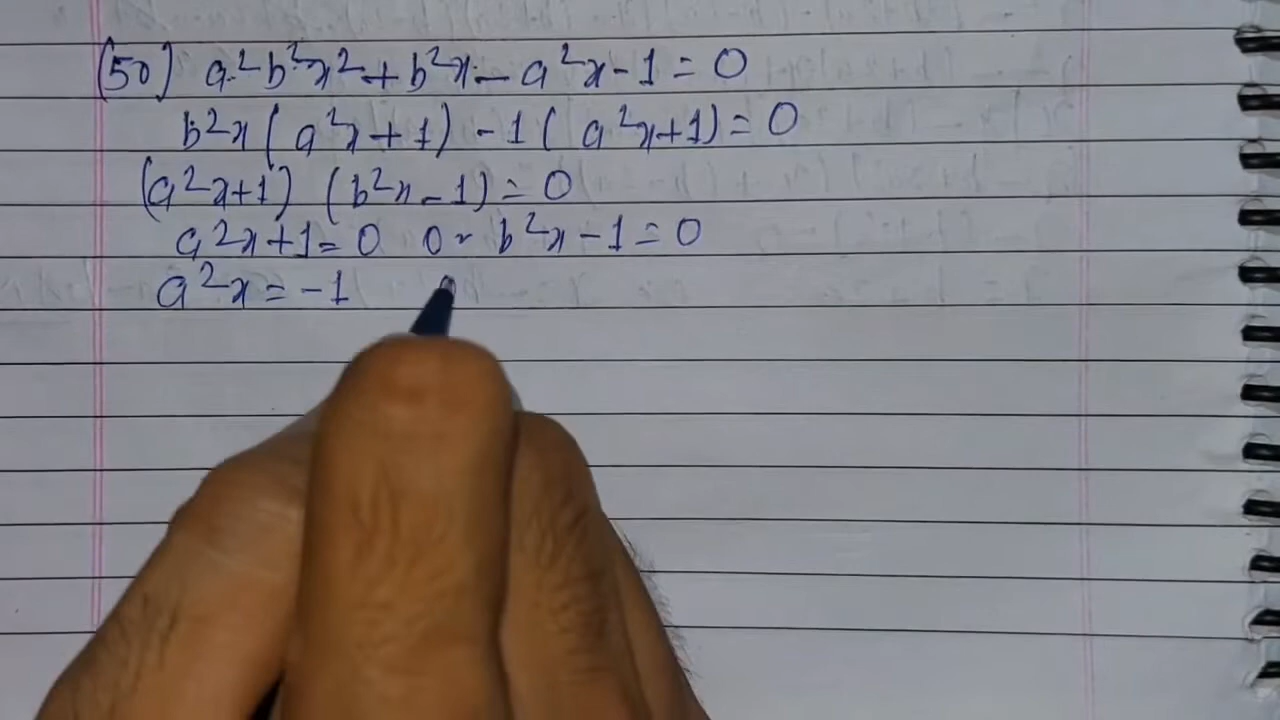 (50) a²b²x² + b²x - a²x - 1 = 0
b²x (a²x + 1) - 1 (a²x + 1) = 0
(a²x + 1) (b²x - 1) = 0
a²x + 1 = 0 or b²x - 1 = 0
a²x = -1